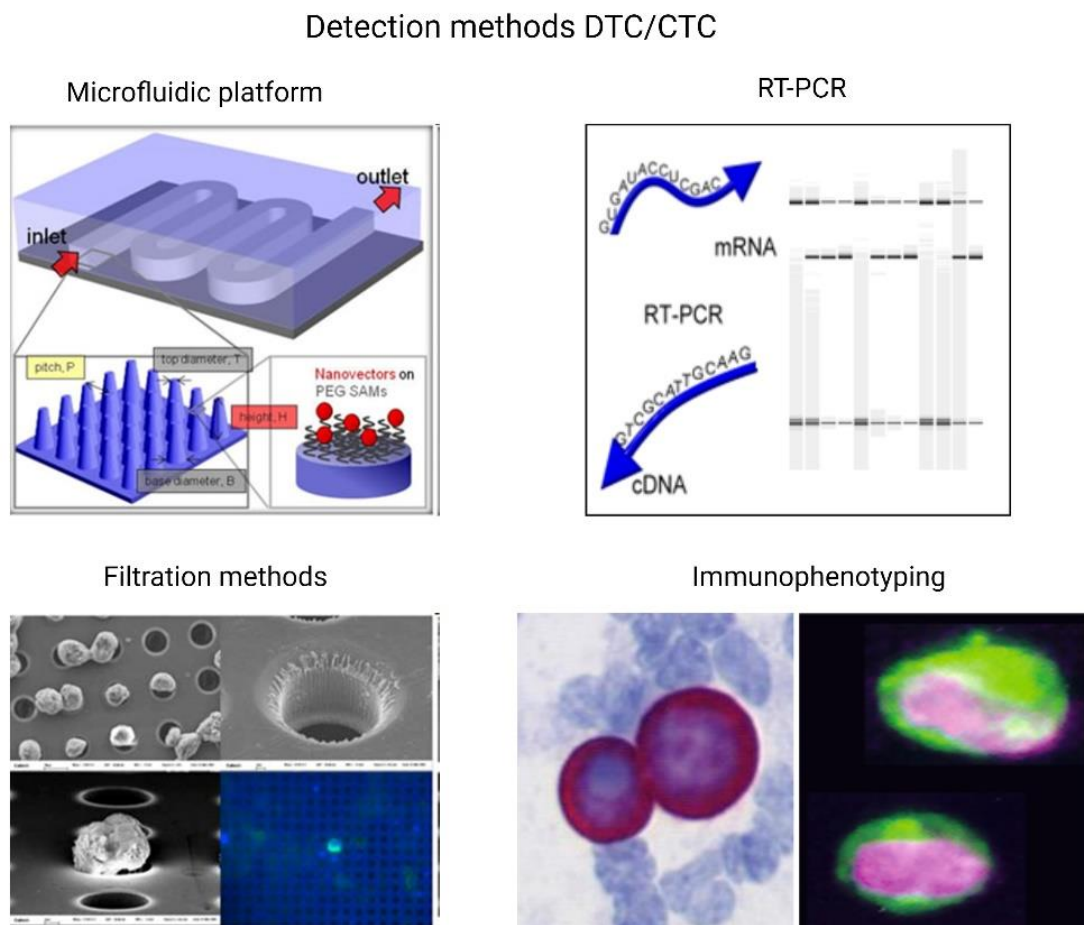 Detection methods DTC/CTC
Microfluidic platform
RT-PCR
outlet
inlet
pitch, P
top diameter, T
height, H
base diameter, B
Nanovectors on
PEG SAMs
GUGAUACCUCGAC
mRNA
RT-PCR
GTCGCATTGCAAG
cDNA
Filtration methods
Immunophenotyping